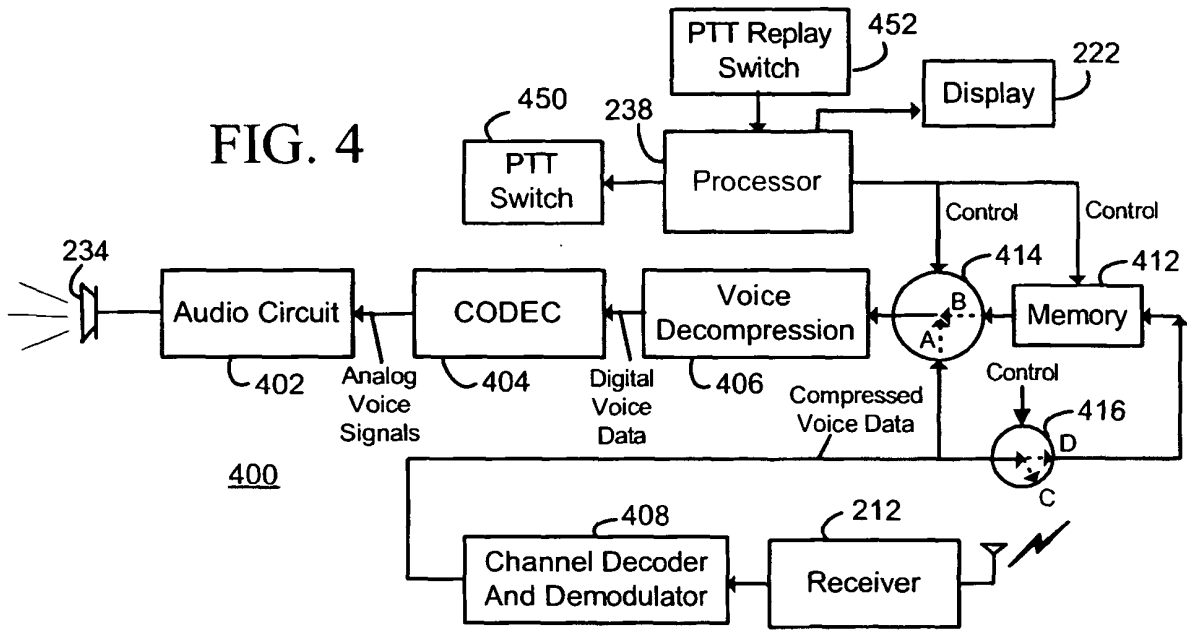 PTT Replay
Switch
452
222
Display
450
238
FIG. 4
PTT
Switch
Processor
Control
Control
234
414
412
Audio Circuit
CODEC
Voice
Decompression
B
A
Memory
402
Analog
Voice
Signals
404
Digital
Voice
Data
406
Compressed
Voice Data
Control
416
D
C
400
408
212
Channel Decoder
And Demodulator
Receiver